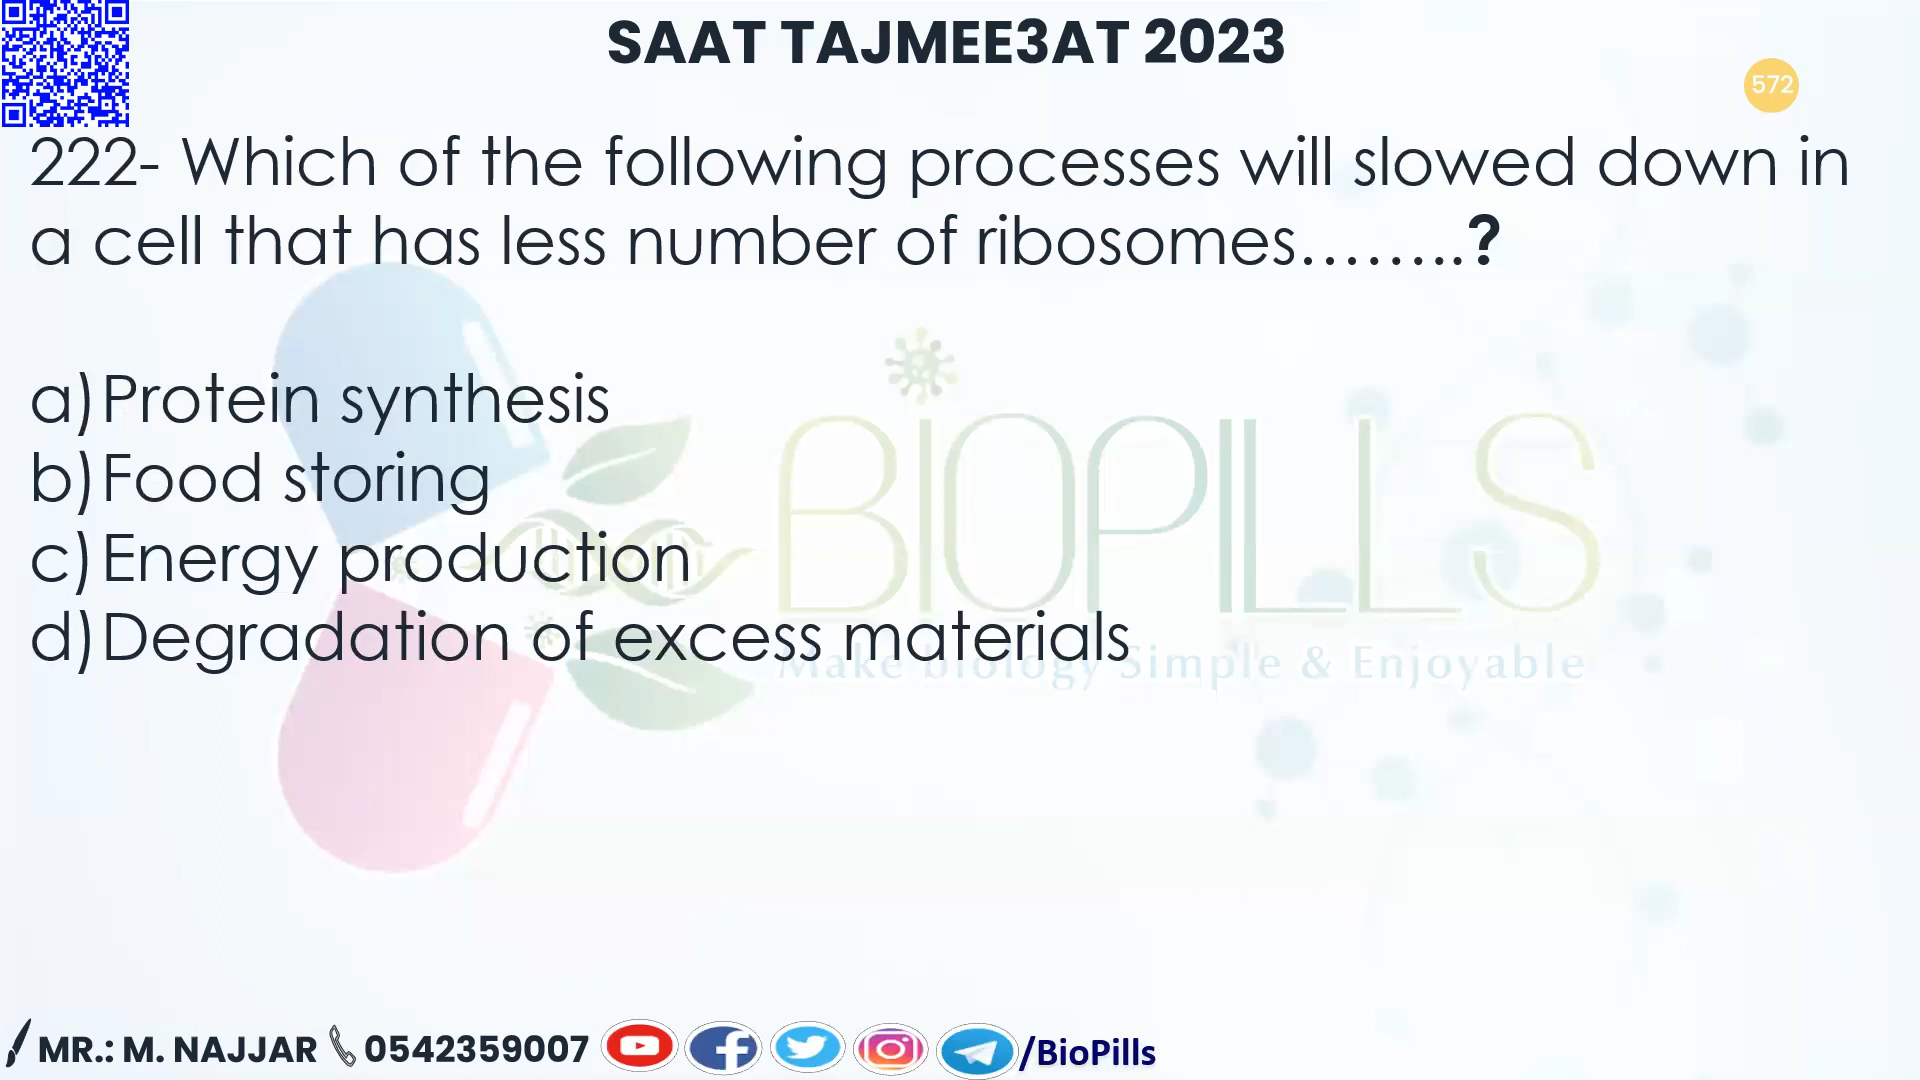 SAAT TAJMEE3AT 2023
572
222- Which of the following processes will slowed down in
a cell that has less number of ribosomes……..?
a) Protein synthesis
b) Food storing
c) Energy production
d) Degradation of excess materials
BIOPILLS
Make biology Simple & Enjoyable
MR.: M. NAJJAR 0542359007 /BioPills